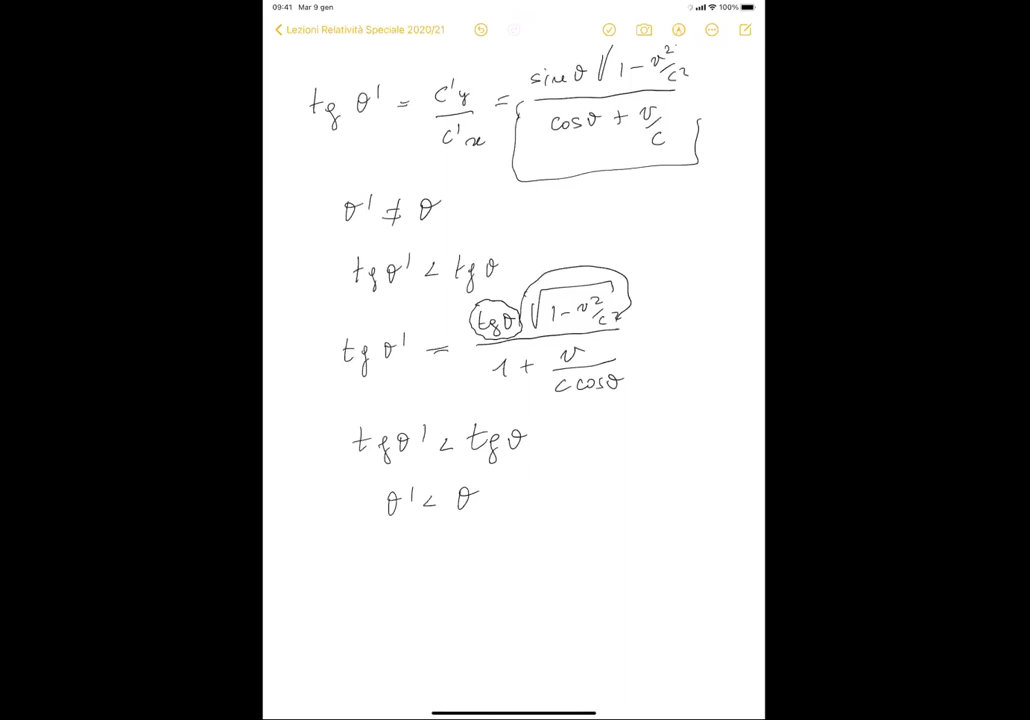 09:41 Mar 9 gen 100%
Lezioni Relatività Speciale 2020/21
tg θ' = c'y / c'x = sin θ √(1 - v²/c²) / (cos θ + v/c)
θ' ≠ θ
tg θ' < tg θ
tg θ' = tg θ √(1 - v²/c²) / (1 + v / (c cos θ))
tg θ' < tg θ
θ' < θ